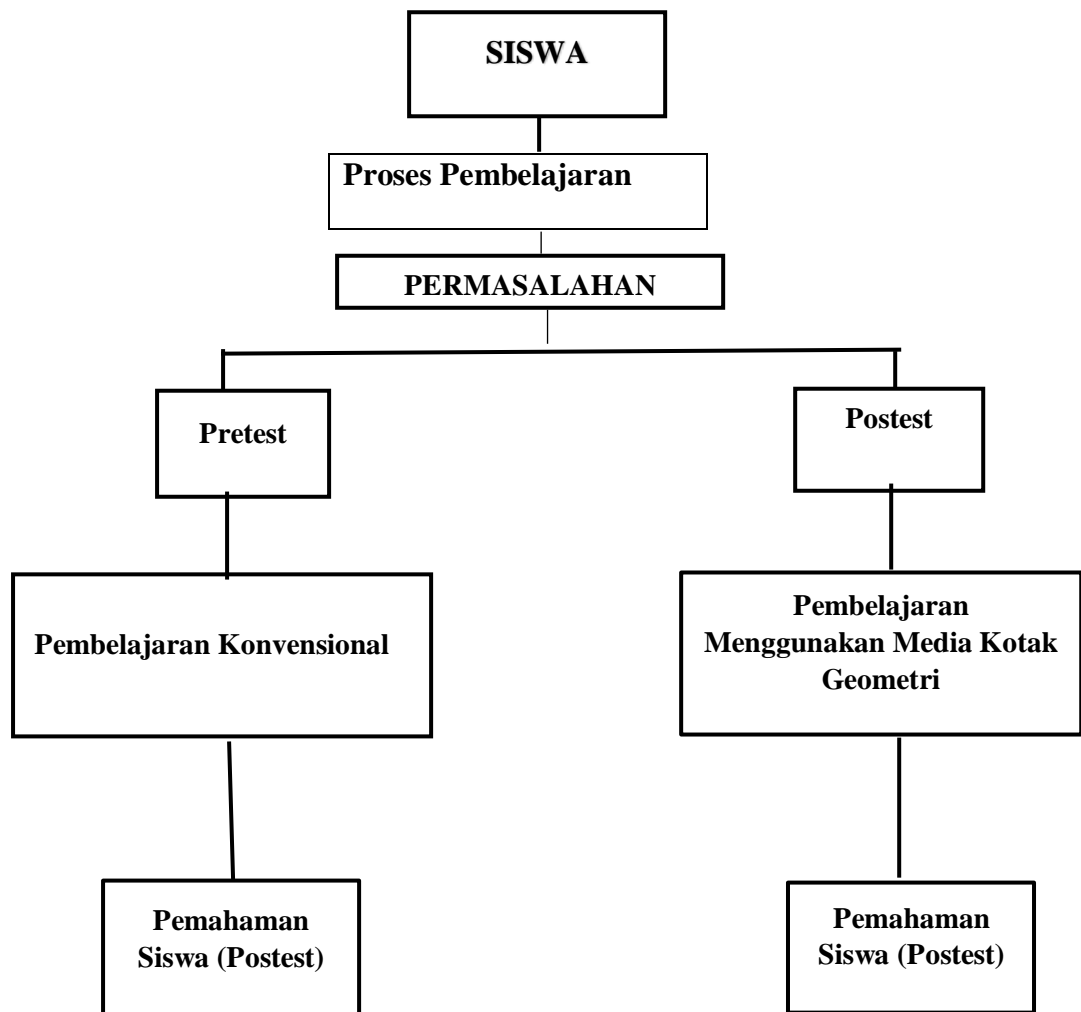 SISWA
Proses Pembelajaran
PERMASALAHAN
Pretest
Postest
Pembelajaran Konvensional
Pembelajaran
Menggunakan Media Kotak
Geometri
Pemahaman
Siswa (Postest)
Pemahaman
Siswa (Postest)